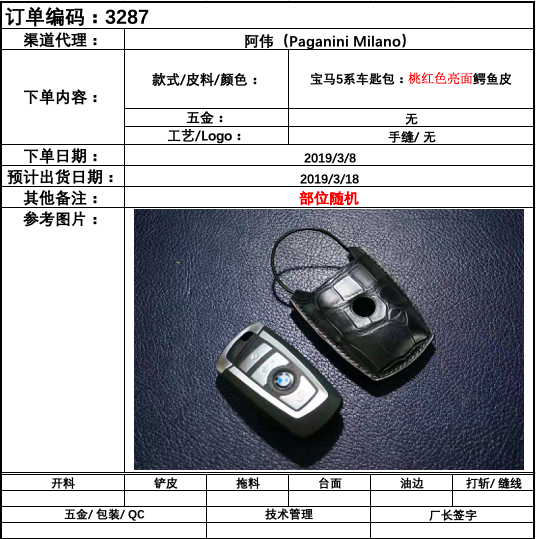 订单编码：3287
渠道代理： 阿伟（Paganini Milano）
下单内容： 款式/皮料/颜色： 宝马5系车匙包：桃红色亮面鳄鱼皮
五金： 无
工艺/Logo： 手缝/ 无
下单日期： 2019/3/8
预计出货日期： 2019/3/18
其他备注： 部位随机
参考图片：
开料 铲皮 拖料 台面 油边 打斩/ 缝线
五金/ 包装/ QC 技术管理 厂长签字